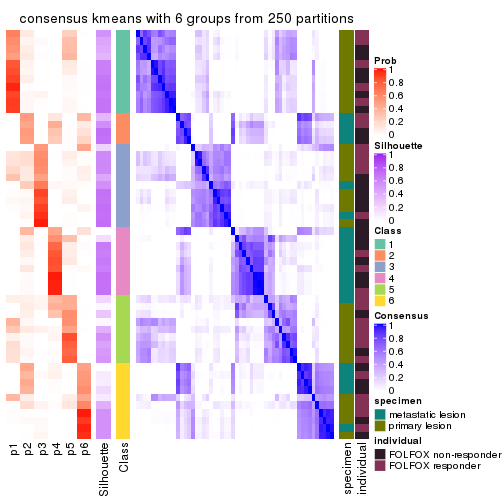 consensus kmeans with 6 groups from 250 partitions
Prob
1
0.8
0.6
0.4
0.2
0
Silhouette
1
0.8
0.6
0.4
0.2
0
Class
1
2
3
4
5
6
Consensus
1
0.8
0.6
0.4
0.2
0
specimen
metastatic lesion
primary lesion
individual
FOLFOX non-responder
FOLFOX responder
p1
p2
p3
p4
p5
p6
Silhouette
Class
specimen
individual